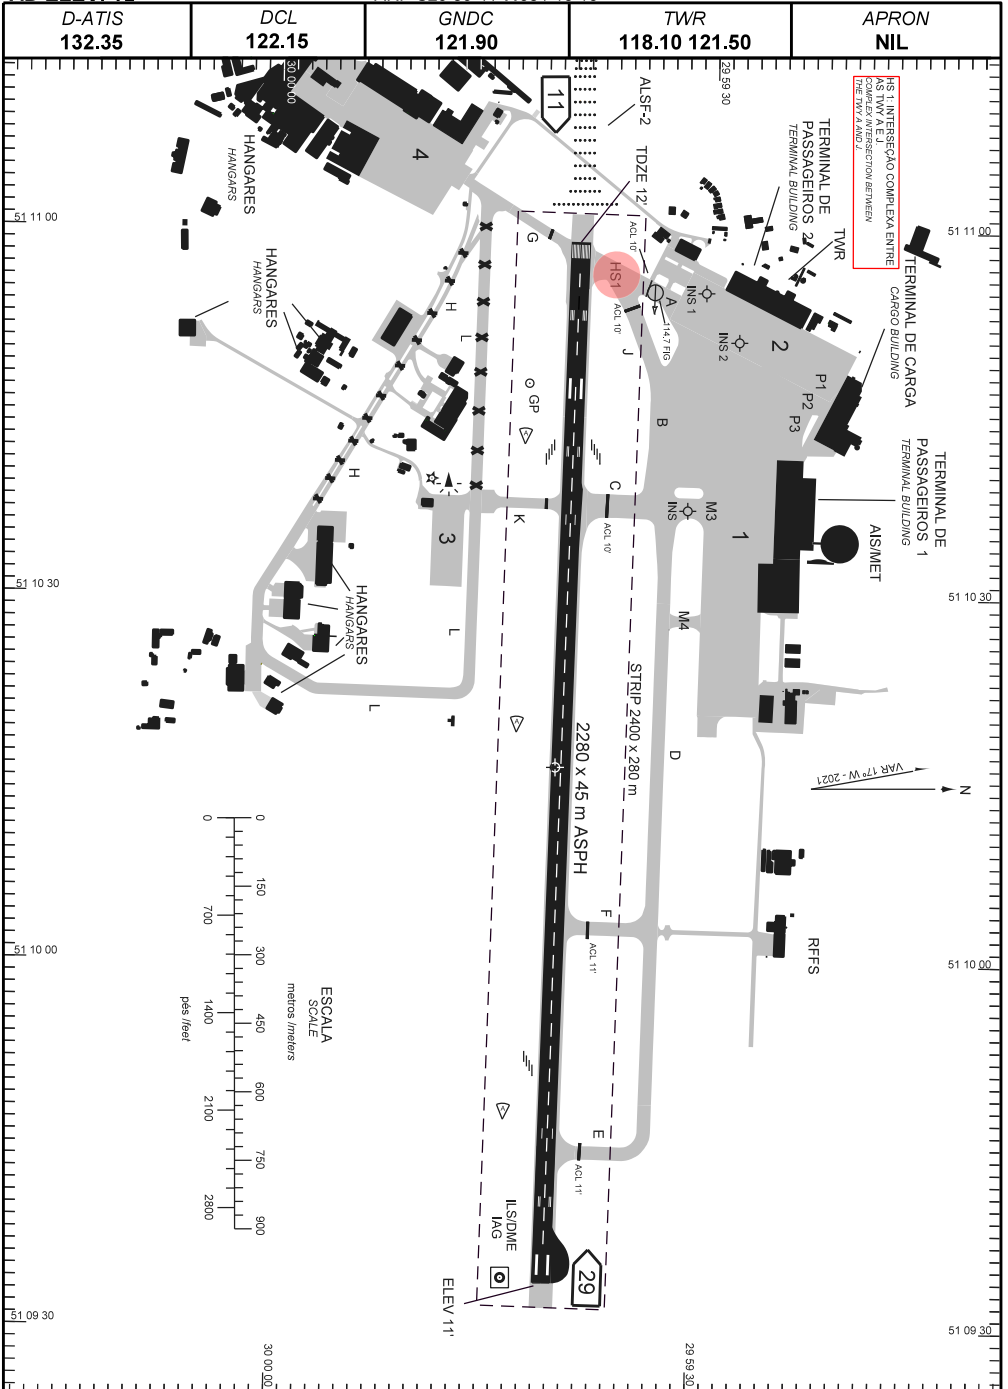 D-ATIS
132.35
DCL
122.15
GNDC
121.90
TWR
118.10 121.50
APRON
NIL
30 00 00
29 59 30
HS 1: INTERSEÇÃO COMPLEXA ENTRE
AS TWY A E J.
COMPLEX INTERSECTION BETWEEN
THE TWY A AND J.
11
ALSF-2
TDZE 12'
TERMINAL DE
PASSAGEIROS 2
TERMINAL BUILDING
TWR
TERMINAL DE CARGA
CARGO BUILDING
4
HANGARES
HANGARS
51 11 00
51 11 00
G
ACL 10'
HS1
A
ACL 10'
114.7 FIG
INS 1
INS 2
2
J
HANGARES
HANGARS
H
L
GP
A
B
P1
P2
P3
TERMINAL DE
PASSAGEIROS 1
TERMINAL BUILDING
AIS/MET
H
K
C
ACL 10'
INS
M3
1
3
51 10 30
51 10 30
HANGARES
HANGARS
L
M4
L
A
STRIP 2400 x 280 m
2280 x 45 m ASPH
D
VAR 17° W - 2021
N
F
ACL 11'
RFFS
51 10 00
51 10 00
ESCALA
SCALE
metros /meters
0
150
300
450
600
750
900
0
700
1400
2100
2800
pés /feet
A
E
ACL 11'
ILS/DME
IAG
29
ELEV 11'
51 09 30
51 09 30
30 00 00
29 59 30